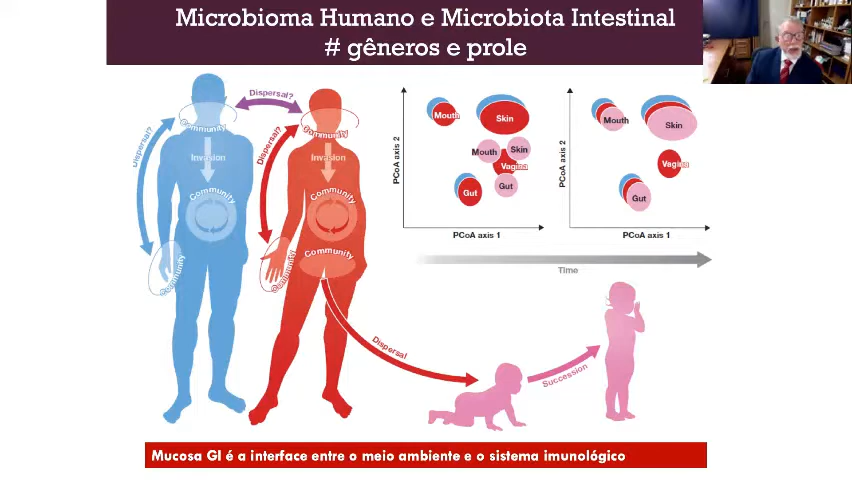 Microbioma Humano e Microbiota Intestinal
# gêneros e prole
Dispersal?
Dispersal?
Community
Invasion
Community
Community
Dispersal?
Community
Invasion
Community
Community
Community
Dispersal
Succession
PCoA axis 2
Mouth
Skin
Mouth
Skin
Vagina
Gut
Gut
PCoA axis 1
PCoA axis 2
Mouth
Skin
Vagina
Gut
PCoA axis 1
Time
Mucosa GI é a interface entre o meio ambiente e o sistema imunológico